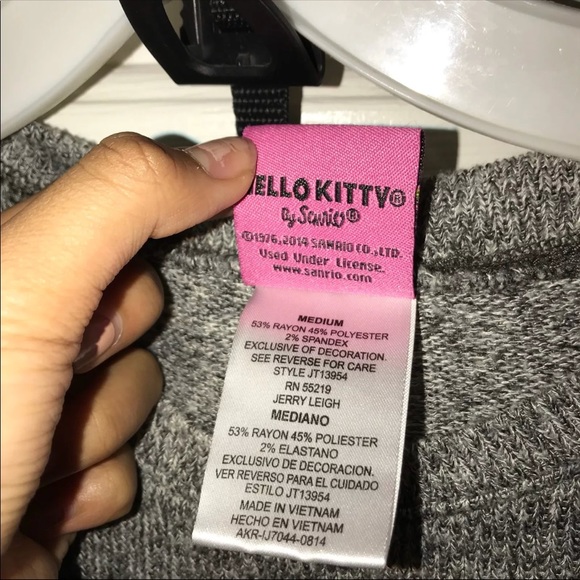 ELLO KITTY®
By Sanrio®
©1976, 2014 SANRIO CO., LTD.
Used Under License.
www.sanrio.com
MEDIUM
53% RAYON 45% POLYESTER
2% SPANDEX
EXCLUSIVE OF DECORATION.
SEE REVERSE FOR CARE
STYLE JT13954
RN 55219
JERRY LEIGH
MEDIANO
53% RAYON 45% POLIESTER
2% ELASTANO
EXCLUSIVO DE DECORACION.
VER REVERSO PARA EL CUIDADO
ESTILO JT13954
MADE IN VIETNAM
HECHO EN VIETNAM
AKR-IJ7044-0814